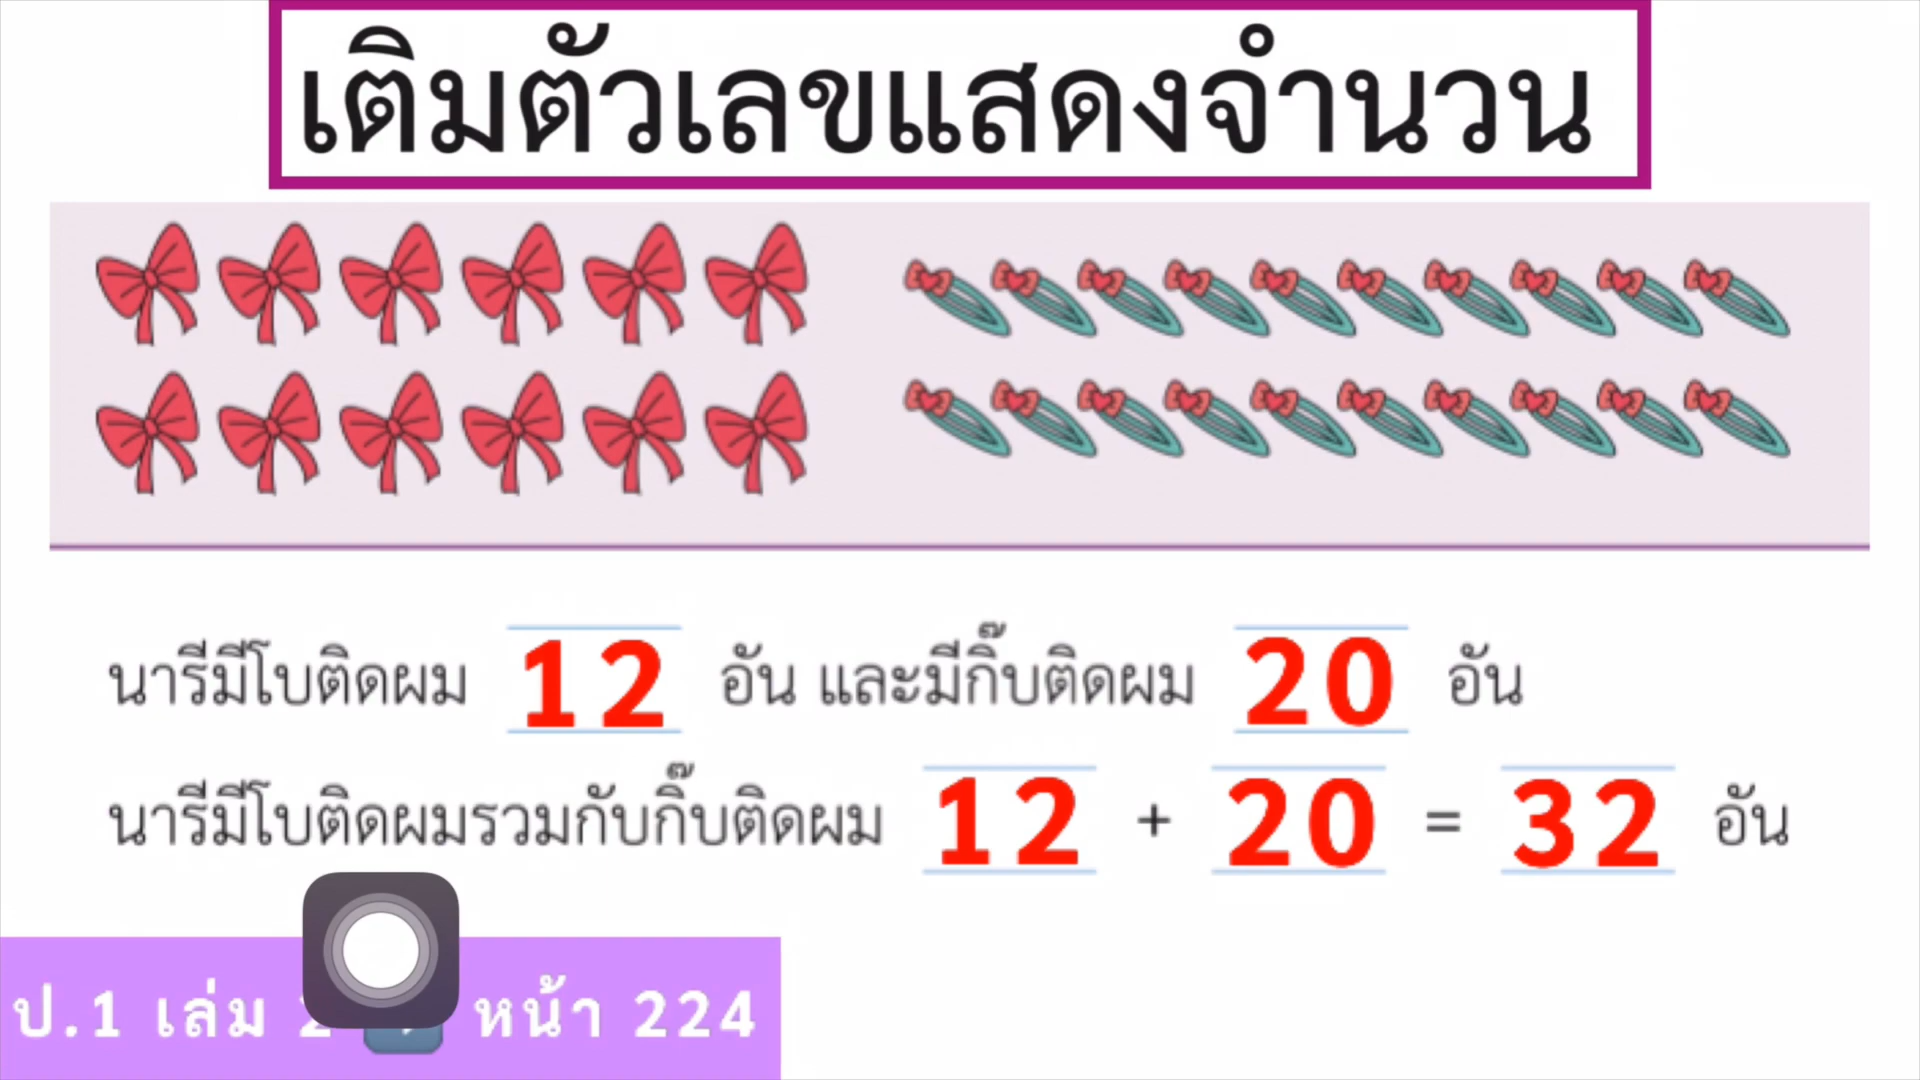 เติมตัวเลขแสดงจำนวน
นารีมีโบติดผม 12 อัน และมีกิ๊บติดผม 20 อัน
นารีมีโบติดผมรวมกับกิ๊บติดผม 12 + 20 = 32 อัน
ป.1 เล่ม 2 หน้า 224